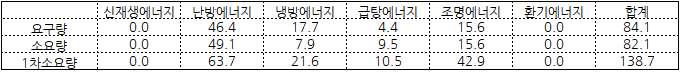 신재생에너지 난방에너지 냉방에너지 급탕에너지 조명에너지 환기에너지 합계
요구량 0.0 46.4 17.7 4.4 15.6 0.0 84.1
소요량 0.0 49.1 7.9 9.5 15.6 0.0 82.1
1차소요량 0.0 63.7 21.6 10.5 42.9 0.0 138.7